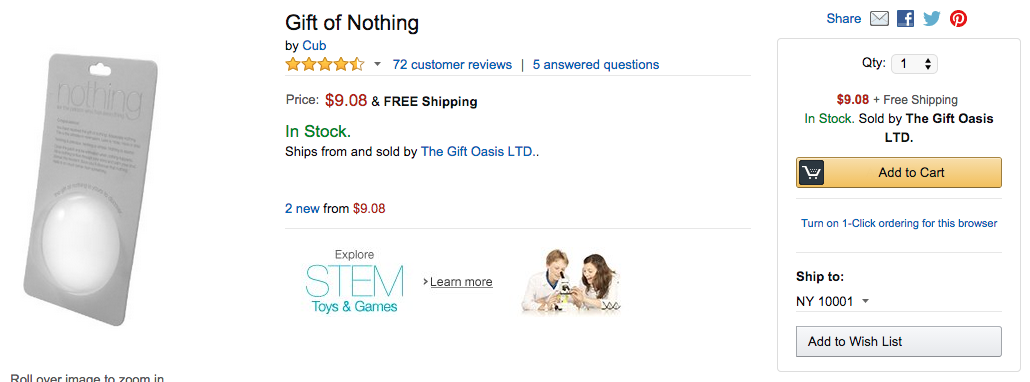 nothing
Roll over image to zoom in
Gift of Nothing
by Cub
72 customer reviews | 5 answered questions
Price: $9.08 & FREE Shipping
In Stock.
Ships from and sold by The Gift Oasis LTD..
2 new from $9.08
Explore
STEM
Toys & Games
› Learn more
Share
Qty: 1
$9.08 + Free Shipping
In Stock. Sold by The Gift Oasis
LTD.
Add to Cart
Turn on 1-Click ordering for this browser
Ship to:
NY 10001
Add to Wish List